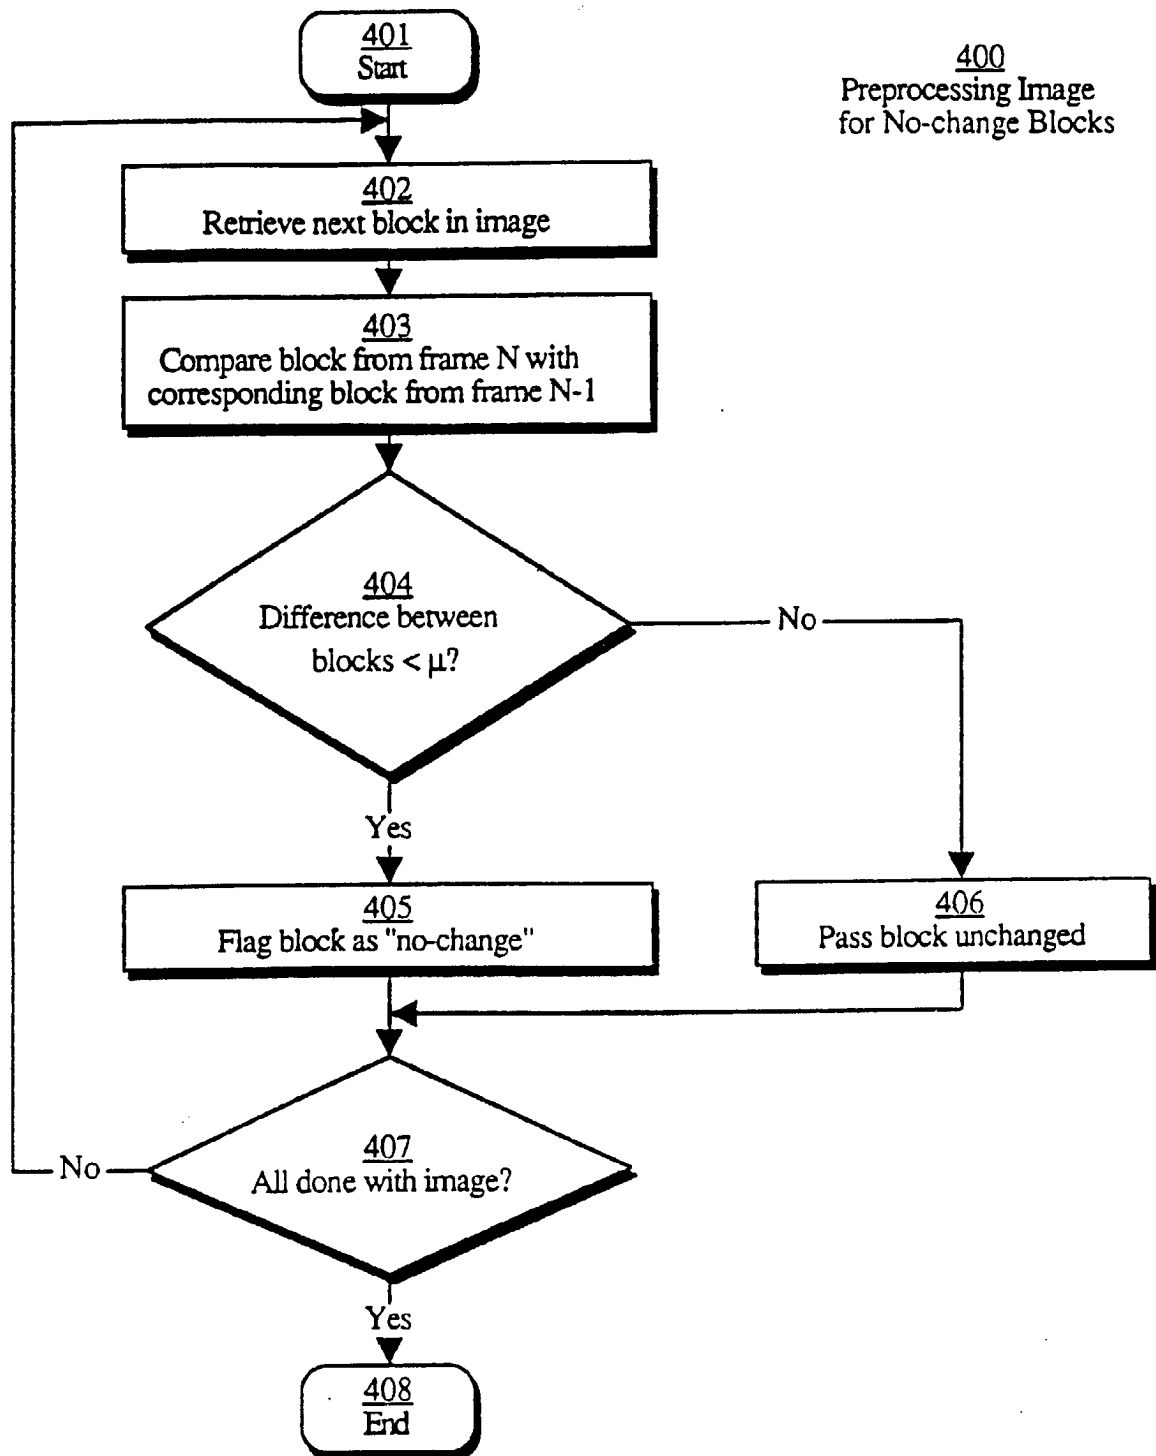 401
Start
400
Preprocessing Image
for No-change Blocks
402
Retrieve next block in image
403
Compare block from frame N with
corresponding block from frame N-1
404
Difference between
blocks < μ?
No
Yes
405
Flag block as "no-change"
406
Pass block unchanged
407
All done with image?
No
Yes
408
End